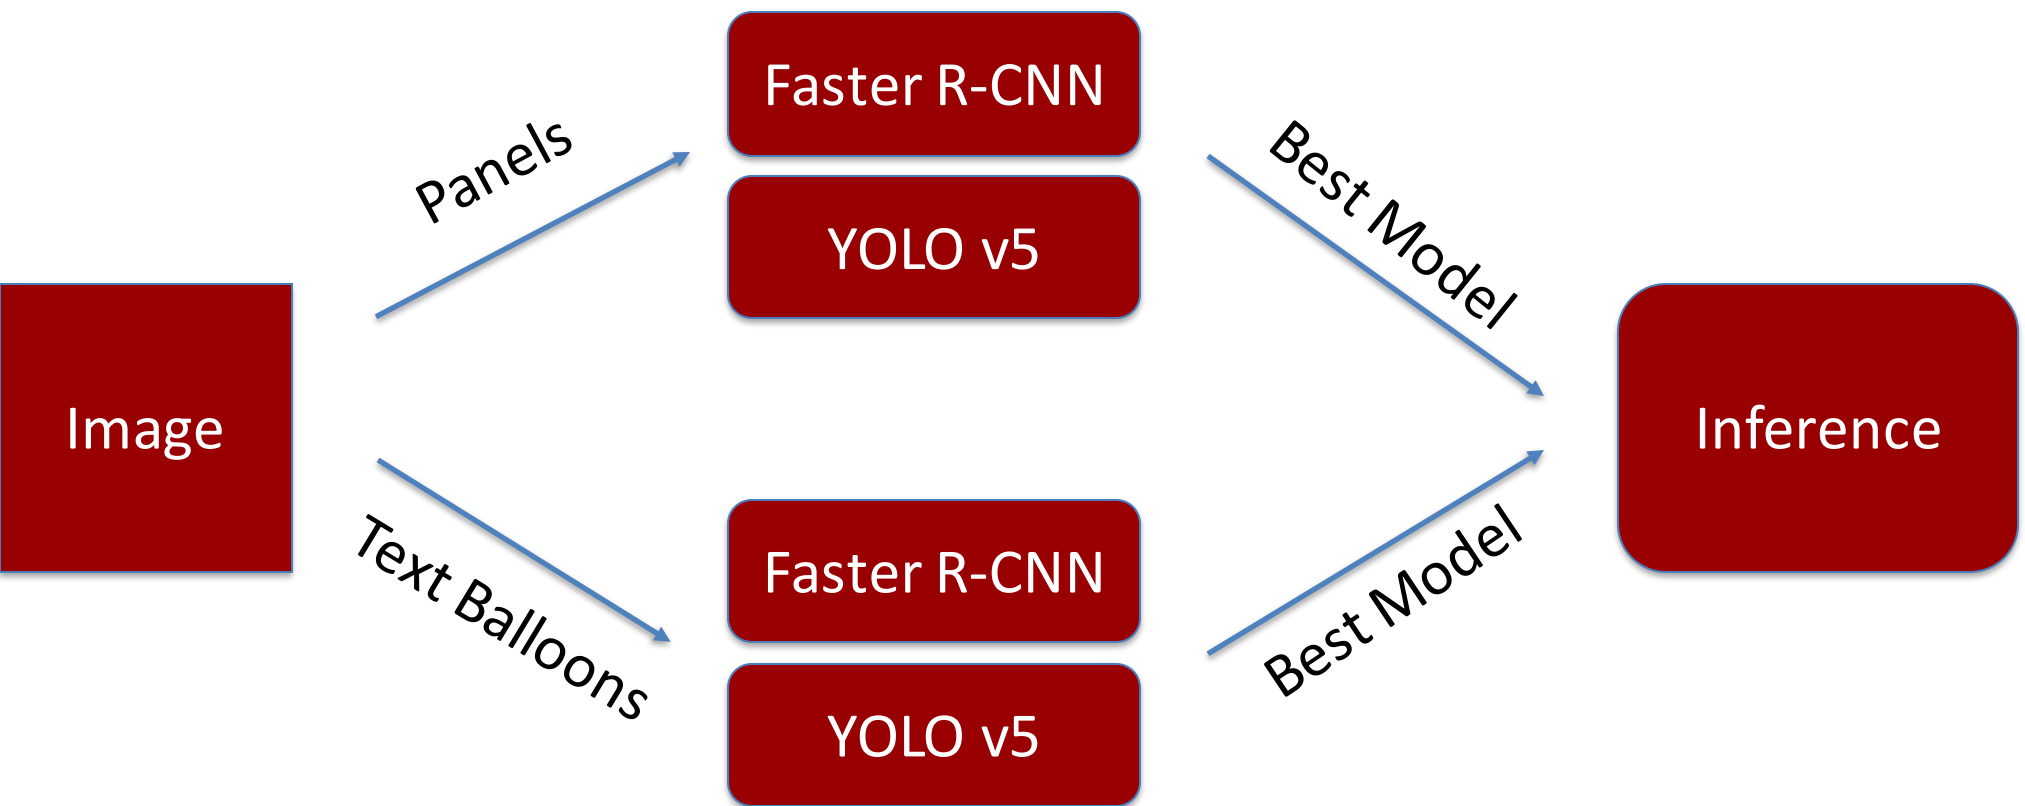 Image
Panels
Faster R-CNN
YOLO v5
Text Balloons
Faster R-CNN
YOLO v5
Best Model
Best Model
Inference